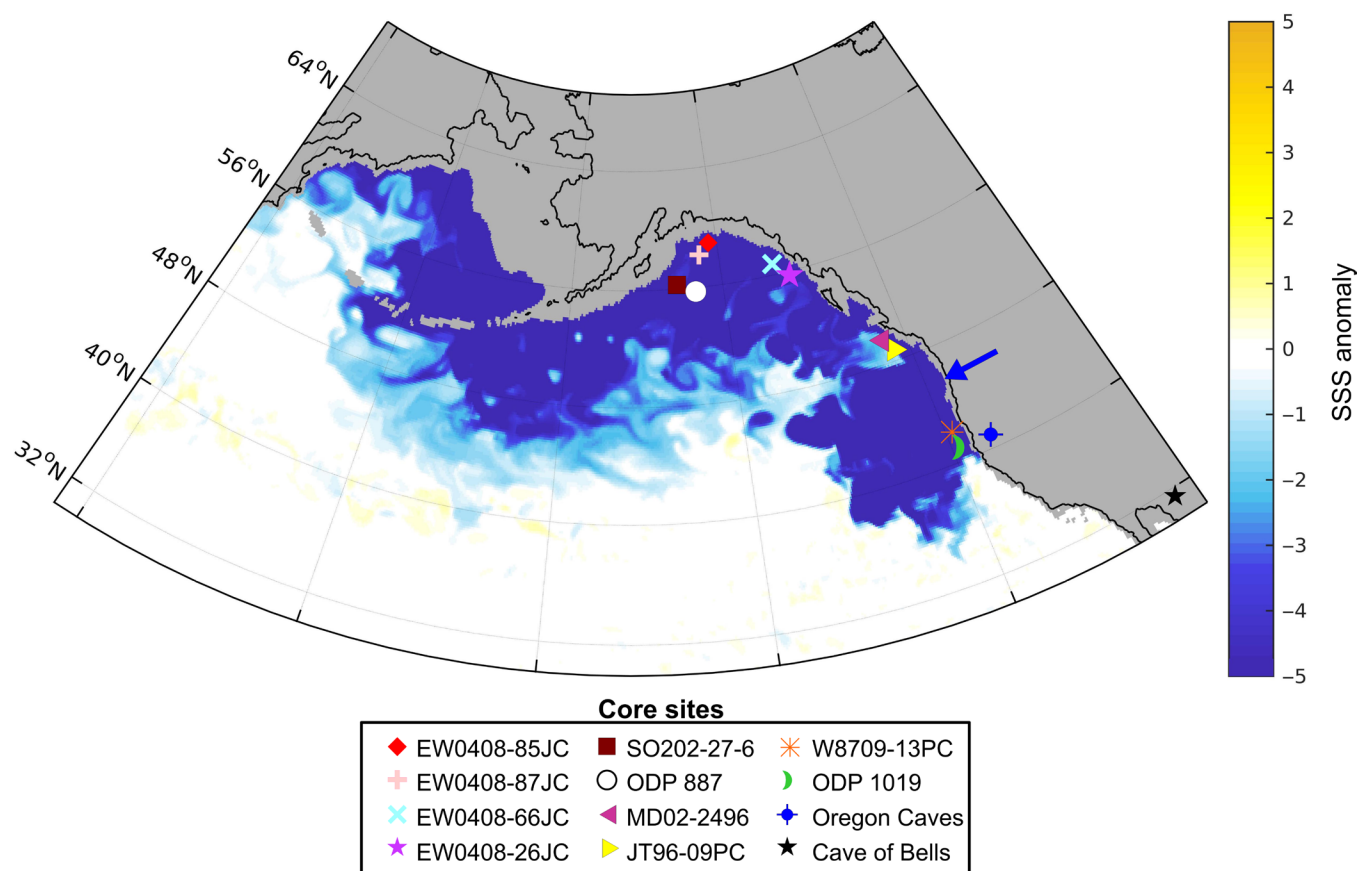 64°N
56°N
48°N
40°N
32°N
5
4
3
2
1
0
−1
−2
−3
−4
−5
SSS anomaly
Core sites
EW0408-85JC SO202-27-6 W8709-13PC
EW0408-87JC ODP 887 ODP 1019
EW0408-66JC MD02-2496 Oregon Caves
EW0408-26JC JT96-09PC Cave of Bells